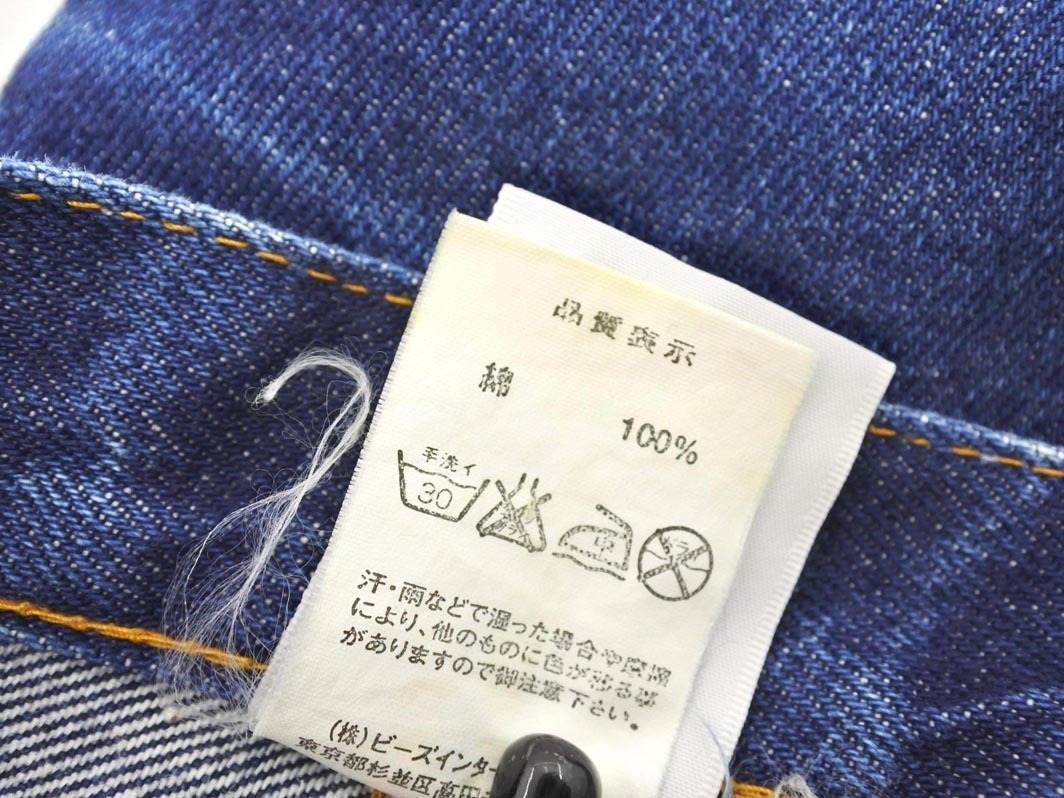 品質表示
綿
100%
手洗イ
30
中
汗・雨などで湿った場合や摩擦
により、他のものに色が移る事
がありますので御注意下さい。
(株)ビーズインター
東京都杉並区高円